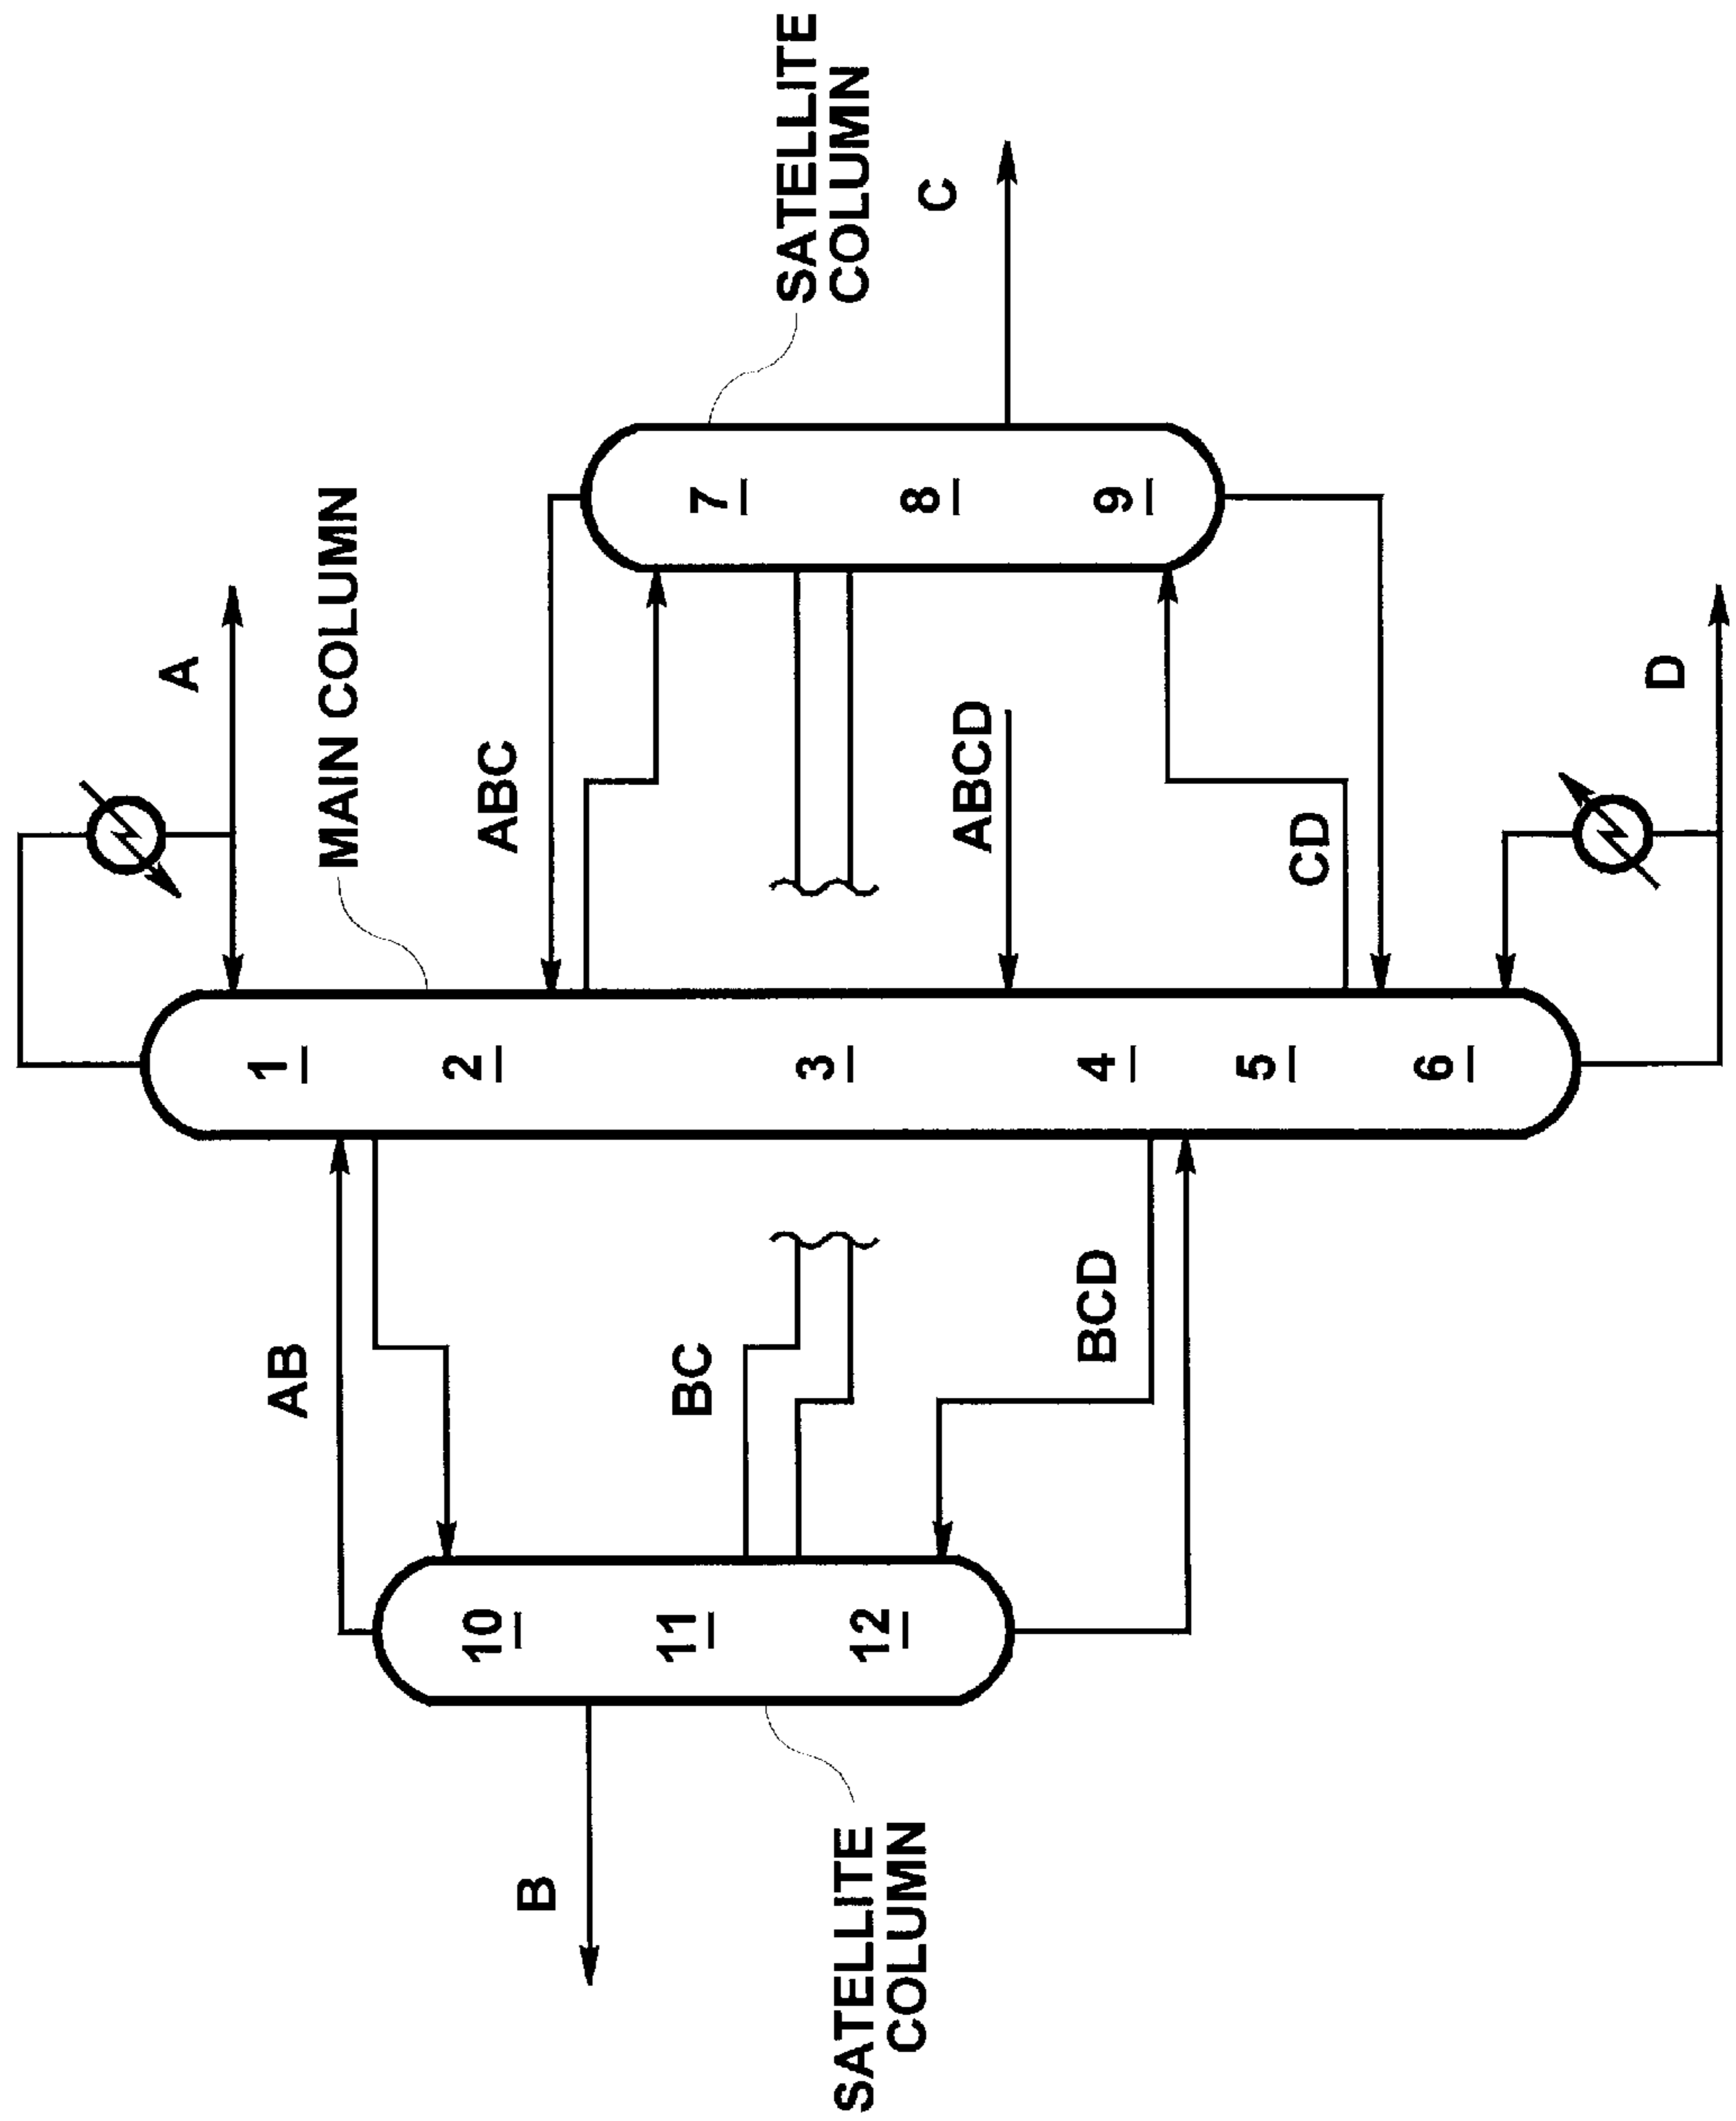 A
MAIN COLUMN
SATELLITE
COLUMN
AB
1
2
ABC
7
8
9
C
B
10
11
12
BC
3
ABCD
BCD
4
5
6
CD
SATELLITE
COLUMN
D